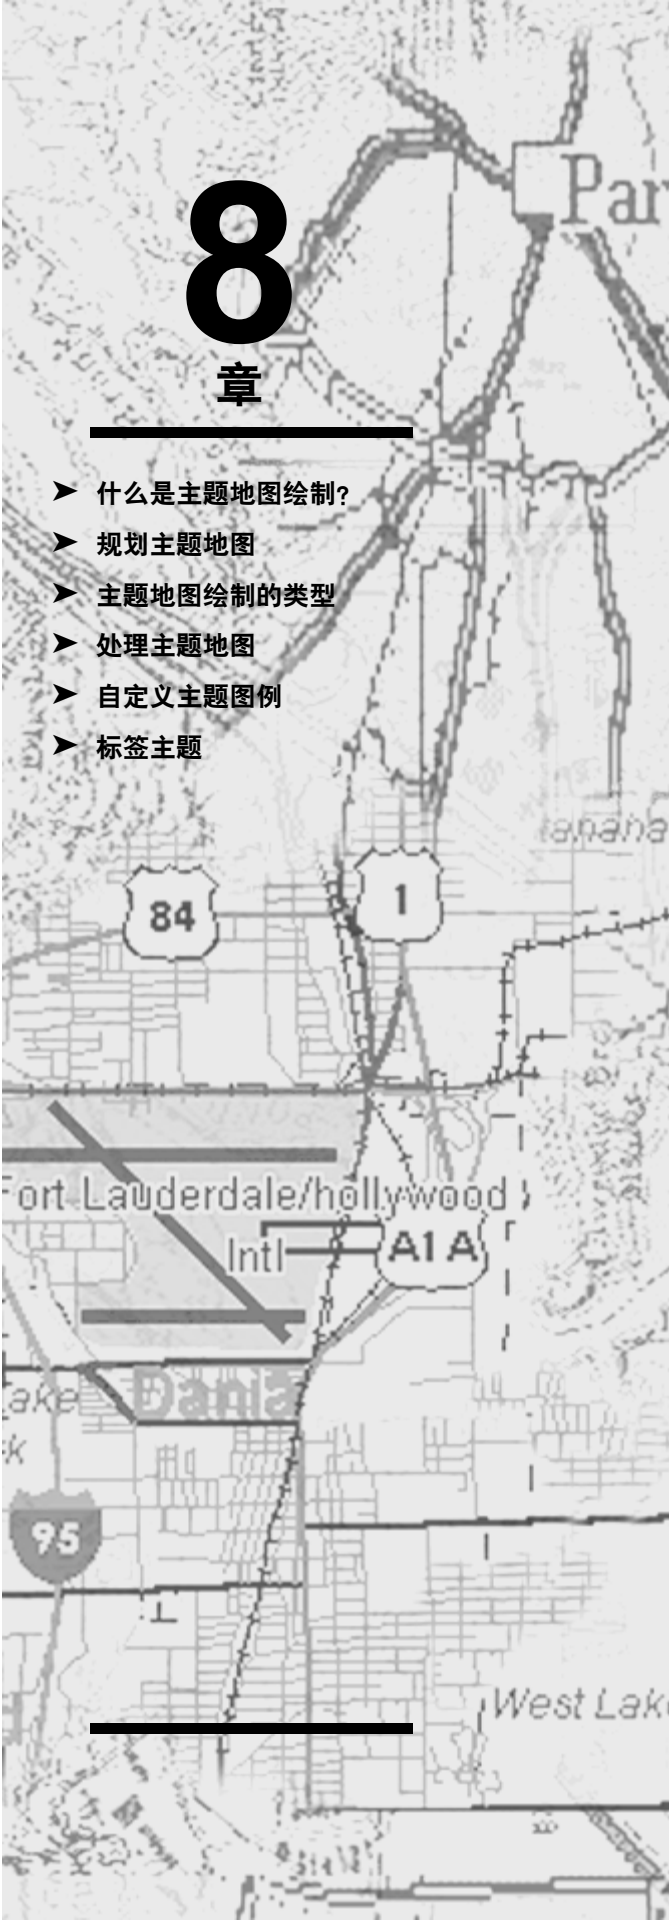 Par
8
章
➤ 什么是主题地图绘制?
➤ 规划主题地图
➤ 主题地图绘制的类型
➤ 处理主题地图
➤ 自定义主题图例
➤ 标签主题
84
1
Fort Lauderdale/hollywood
Intl
A1A
Dania
95
West Lake